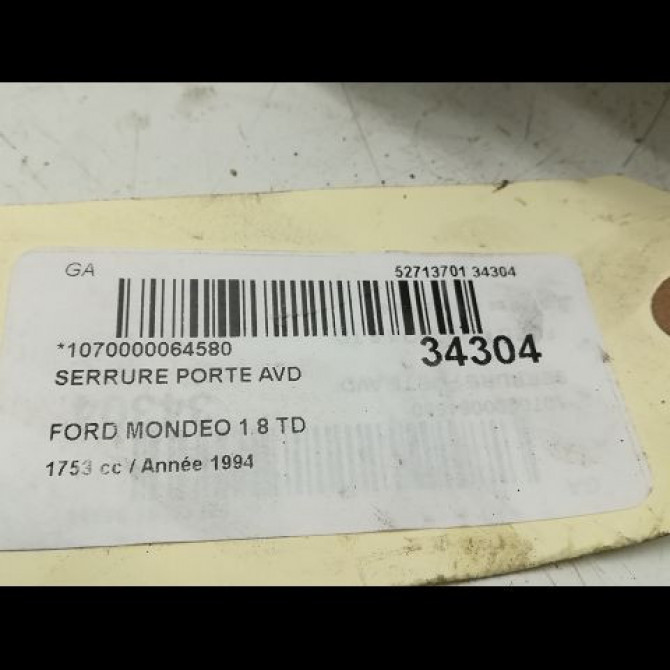 GA 52713701 34304
*1070000064580 34304
SERRURE PORTE AVD
FORD MONDEO 1.8 TD
1753 cc / Année 1994